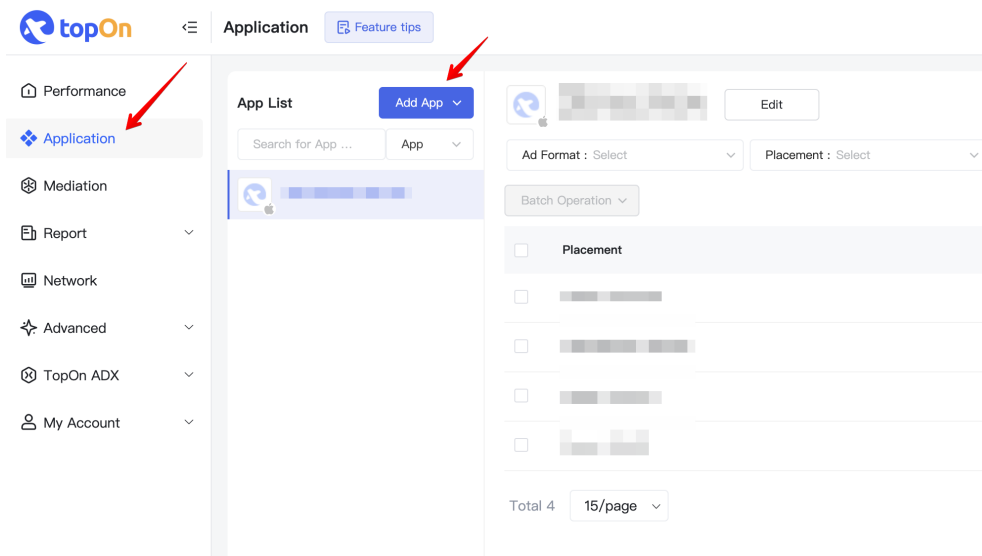 topOn
Application
Feature tips
Performance
Application
Mediation
Report
Network
Advanced
TopOn ADX
My Account
App List
Add App
Search for App ...
App
Edit
Ad Format : Select
Placement : Select
Batch Operation
Placement
Total 4
15/page